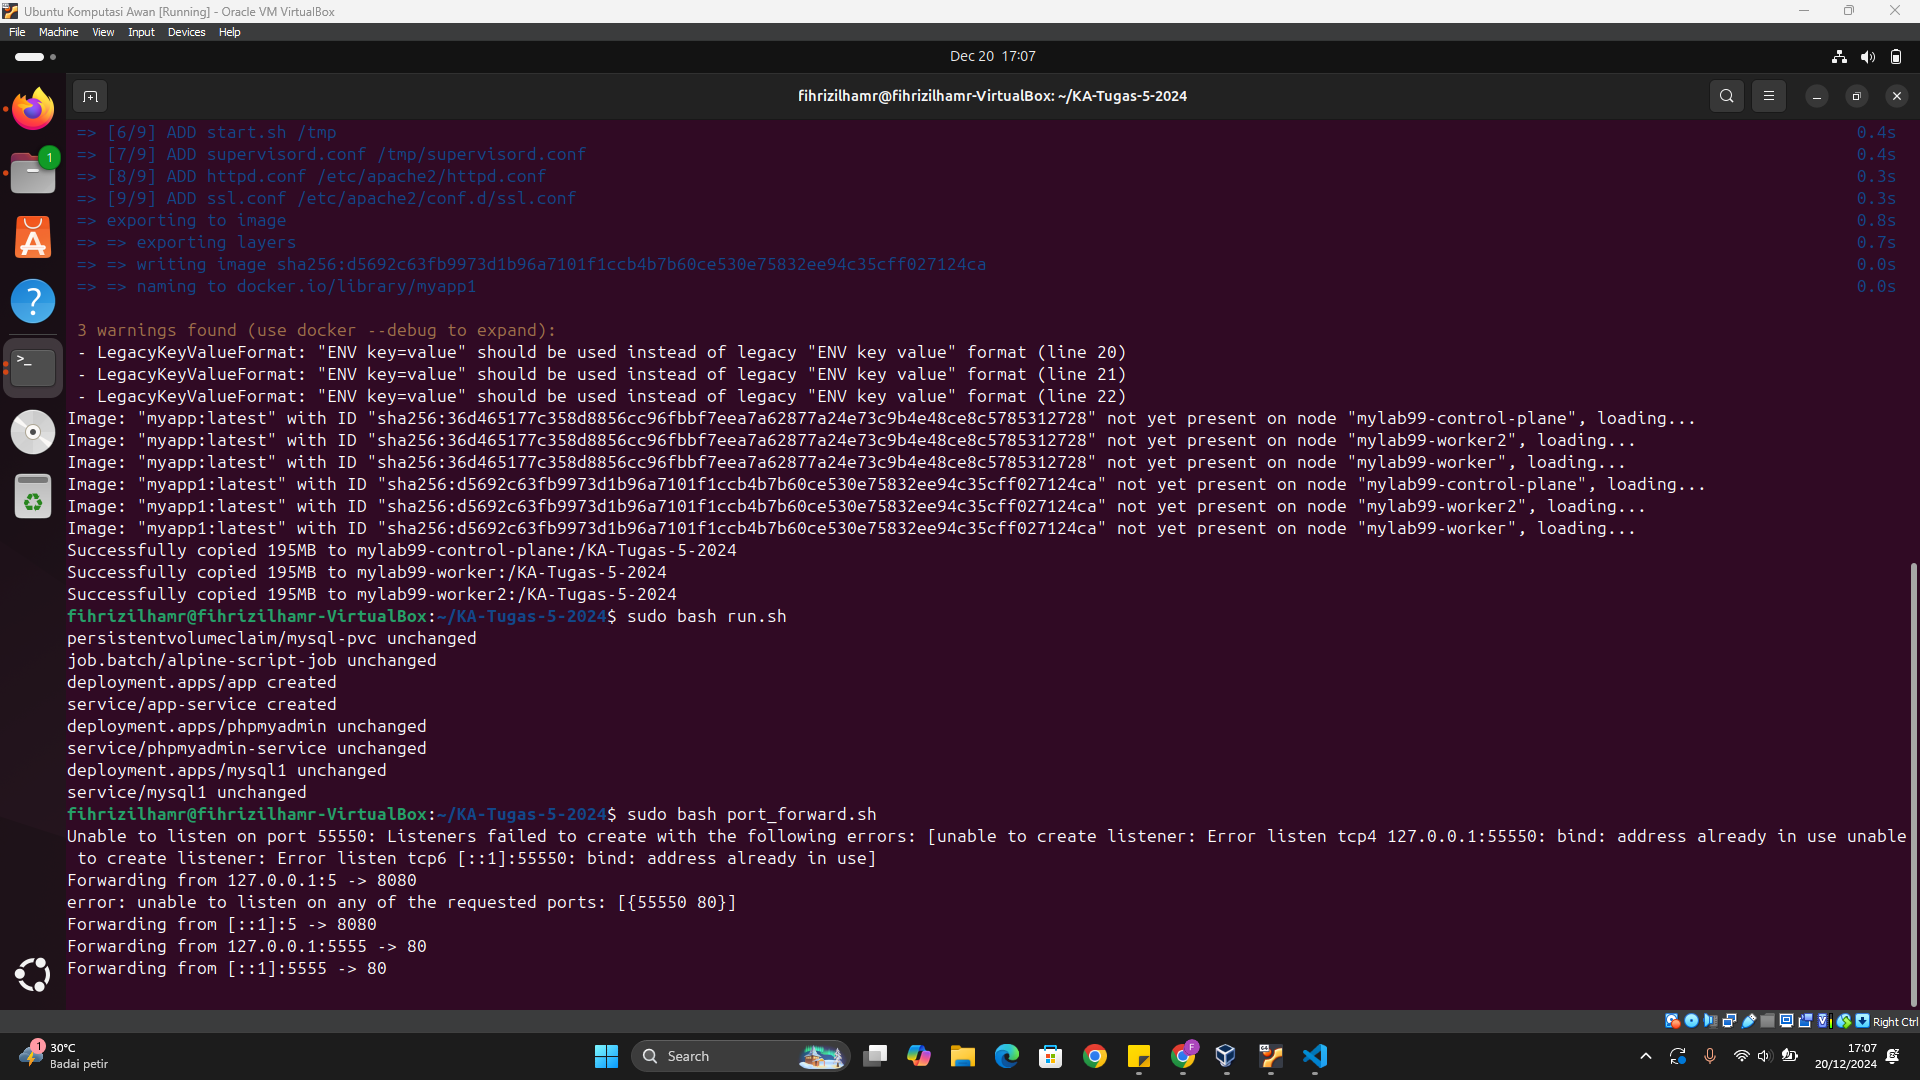 Ubuntu Komputasi Awan [Running] - Oracle VM VirtualBox
File Machine View Input Devices Help
Dec 20 17:07
fihrizilhamr@fihrizilhamr-VirtualBox: ~/KA-Tugas-5-2024
=> [6/9] ADD start.sh /tmp 0.4s
=> [7/9] ADD supervisord.conf /tmp/supervisord.conf 0.4s
=> [8/9] ADD httpd.conf /etc/apache2/httpd.conf 0.3s
=> [9/9] ADD ssl.conf /etc/apache2/conf.d/ssl.conf 0.3s
=> exporting to image 0.8s
=> => exporting layers 0.7s
=> => writing image sha256:d5692c63fb9973d1b96a7101f1ccb4b7b60ce530e75832ee94c35cff027124ca 0.0s
=> => naming to docker.io/library/myapp1 0.0s
3 warnings found (use docker --debug to expand):
- LegacyKeyValueFormat: "ENV key=value" should be used instead of legacy "ENV key value" format (line 20)
- LegacyKeyValueFormat: "ENV key=value" should be used instead of legacy "ENV key value" format (line 21)
- LegacyKeyValueFormat: "ENV key=value" should be used instead of legacy "ENV key value" format (line 22)
Image: "myapp:latest" with ID "sha256:36d465177c358d8856cc96fbbf7eea7a62877a24e73c9b4e48ce8c5785312728" not yet present on node "mylab99-control-plane", loading...
Image: "myapp:latest" with ID "sha256:36d465177c358d8856cc96fbbf7eea7a62877a24e73c9b4e48ce8c5785312728" not yet present on node "mylab99-worker2", loading...
Image: "myapp:latest" with ID "sha256:36d465177c358d8856cc96fbbf7eea7a62877a24e73c9b4e48ce8c5785312728" not yet present on node "mylab99-worker", loading...
Image: "myapp1:latest" with ID "sha256:d5692c63fb9973d1b96a7101f1ccb4b7b60ce530e75832ee94c35cff027124ca" not yet present on node "mylab99-control-plane", loading...
Image: "myapp1:latest" with ID "sha256:d5692c63fb9973d1b96a7101f1ccb4b7b60ce530e75832ee94c35cff027124ca" not yet present on node "mylab99-worker2", loading...
Image: "myapp1:latest" with ID "sha256:d5692c63fb9973d1b96a7101f1ccb4b7b60ce530e75832ee94c35cff027124ca" not yet present on node "mylab99-worker", loading...
Successfully copied 195MB to mylab99-control-plane:/KA-Tugas-5-2024
Successfully copied 195MB to mylab99-worker:/KA-Tugas-5-2024
Successfully copied 195MB to mylab99-worker2:/KA-Tugas-5-2024
fihrizilhamr@fihrizilhamr-VirtualBox:~/KA-Tugas-5-2024$ sudo bash run.sh
persistentvolumeclaim/mysql-pvc unchanged
job.batch/alpine-script-job unchanged
deployment.apps/app created
service/app-service created
deployment.apps/phpmyadmin unchanged
service/phpmyadmin-service unchanged
deployment.apps/mysql1 unchanged
service/mysql1 unchanged
fihrizilhamr@fihrizilhamr-VirtualBox:~/KA-Tugas-5-2024$ sudo bash port_forward.sh
Unable to listen on port 55550: Listeners failed to create with the following errors: [unable to create listener: Error listen tcp4 127.0.0.1:55550: bind: address already in use unable
to create listener: Error listen tcp6 [::1]:55550: bind: address already in use]
Forwarding from 127.0.0.1:5 -> 8080
error: unable to listen on any of the requested ports: [{55550 80}]
Forwarding from [::1]:5 -> 8080
Forwarding from 127.0.0.1:5555 -> 80
Forwarding from [::1]:5555 -> 80
Right Ctrl
1
30°C
Badai petir
Search
17:07
20/12/2024